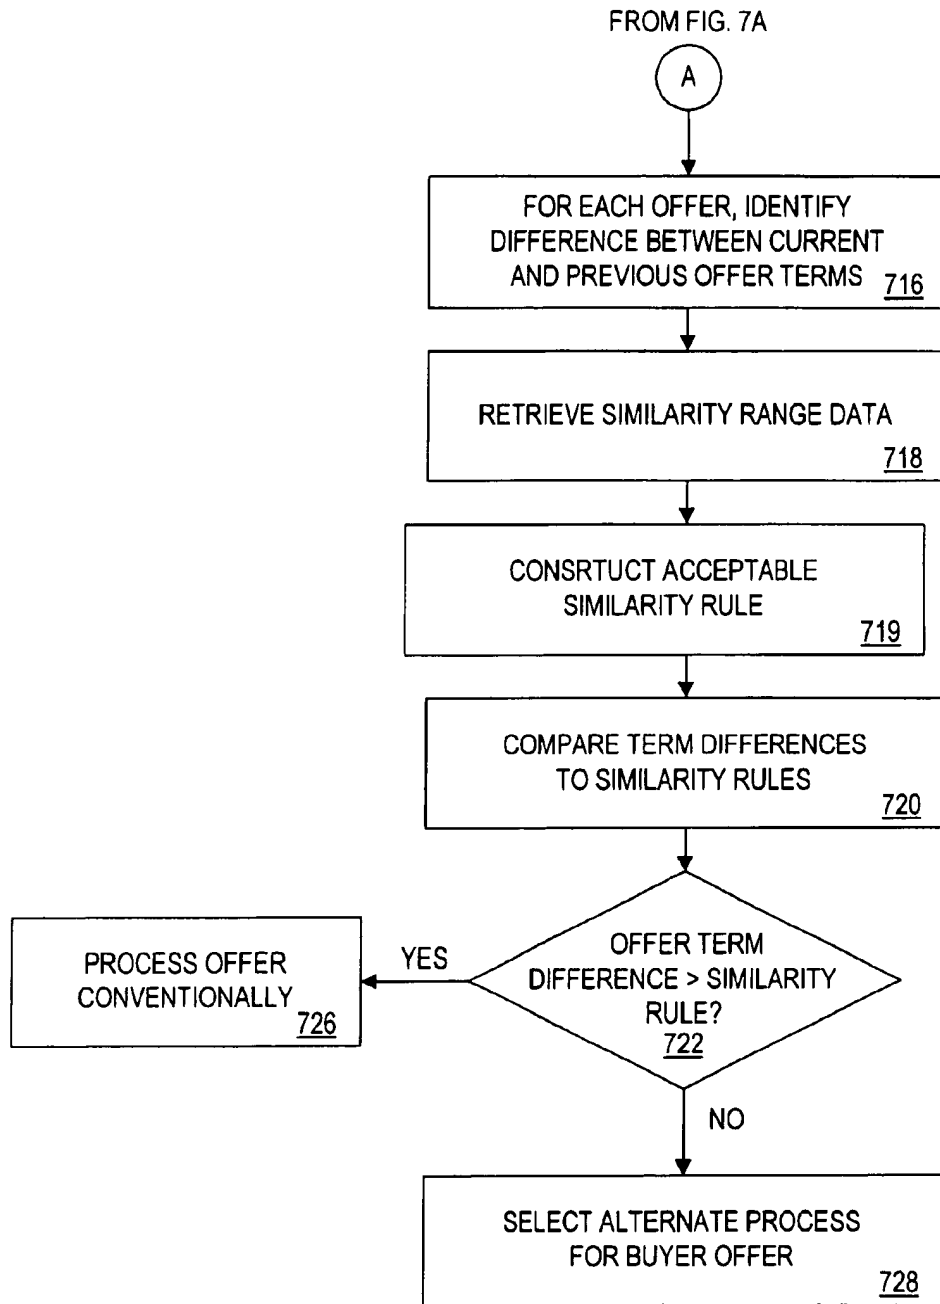 FROM FIG. 7A
A
FOR EACH OFFER, IDENTIFY
DIFFERENCE BETWEEN CURRENT
AND PREVIOUS OFFER TERMS
716
RETRIEVE SIMILARITY RANGE DATA
718
CONSRTUCT ACCEPTABLE
SIMILARITY RULE
719
COMPARE TERM DIFFERENCES
TO SIMILARITY RULES
720
OFFER TERM
DIFFERENCE > SIMILARITY
RULE?
722
YES
PROCESS OFFER
CONVENTIONALLY
726
NO
SELECT ALTERNATE PROCESS
FOR BUYER OFFER
728